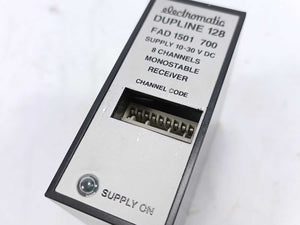 electromatic
DUPLINE 128
FAD 1501 700
SUPPLY 10-30 V DC
8 CHANNELS
MONOSTABLE
RECEIVER
CHANNEL CODE
SUPPLY ON